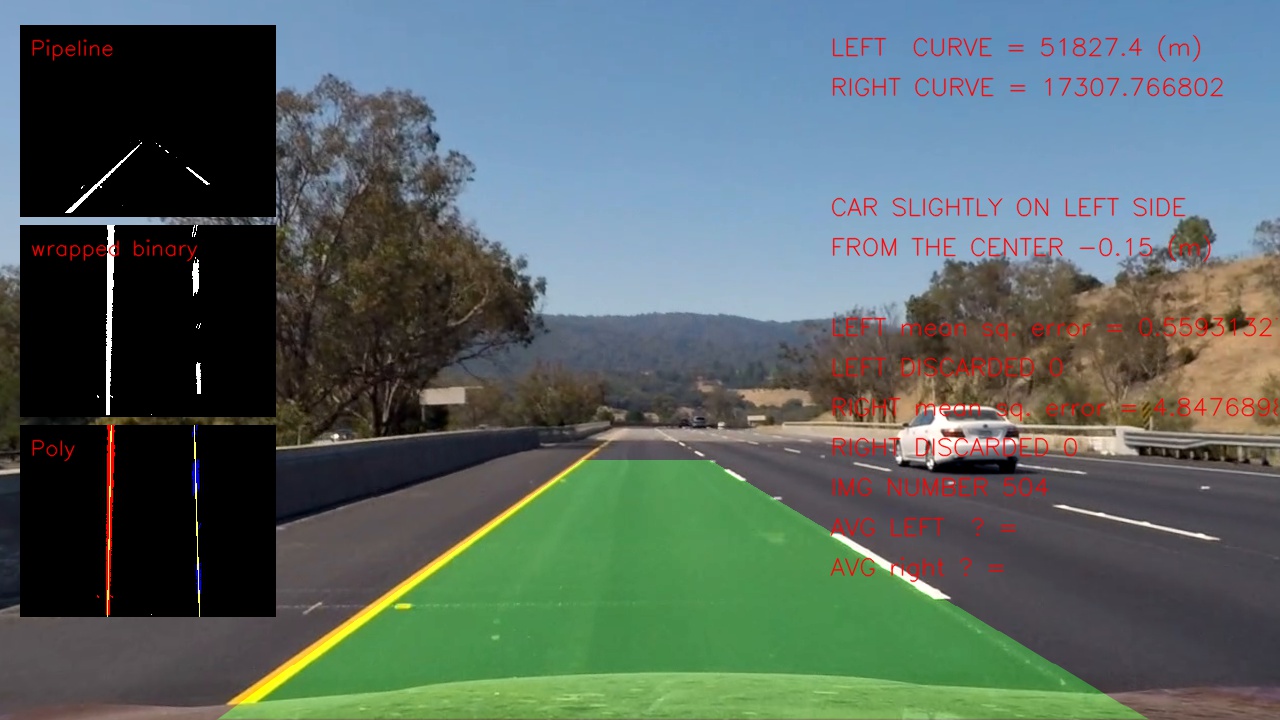 Pipeline
wrapped binary
Poly
LEFT CURVE = 51827.4 (m)
RIGHT CURVE = 17307.766802
CAR SLIGHTLY ON LEFT SIDE
FROM THE CENTER -0.15 (m)
LEFT mean sq. error = 0.5593132
LEFT DISCARDED 0
RIGHT mean sq. error = 4.847689
RIGHT DISCARDED 0
IMG NUMBER 504
AVG LEFT ? =
AVG right ? =